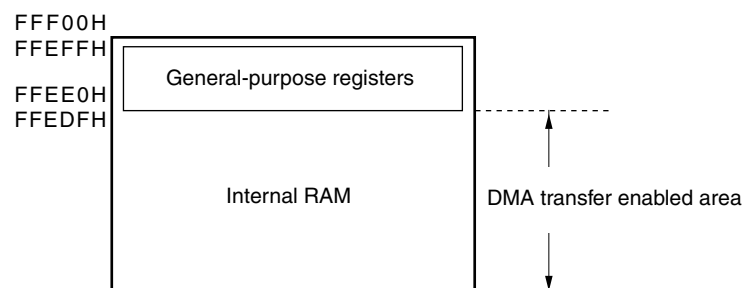 FFF00H
FFEFFH
General-purpose registers
FFEE0H
FFEDFH
Internal RAM
DMA transfer enabled area